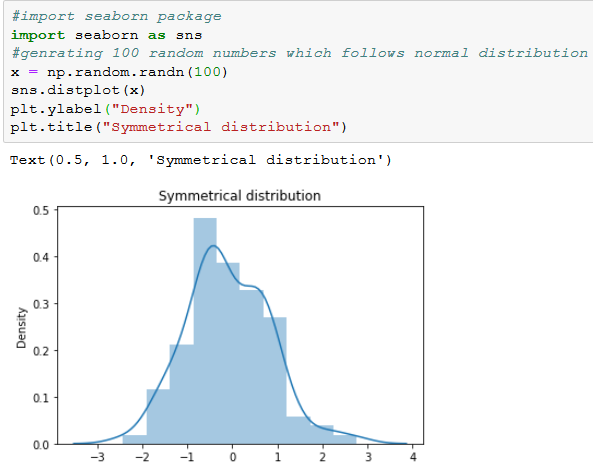 #import seaborn package
import seaborn as sns
#genrating 100 random numbers which follows normal distribution
x = np.random.randn(100)
sns.distplot(x)
plt.ylabel("Density")
plt.title("Symmetrical distribution")
Text(0.5, 1.0, 'Symmetrical distribution')
Symmetrical distribution
0.5
0.4
0.3
0.2
0.1
0.0
Density
−3 −2 −1 0 1 2 3 4